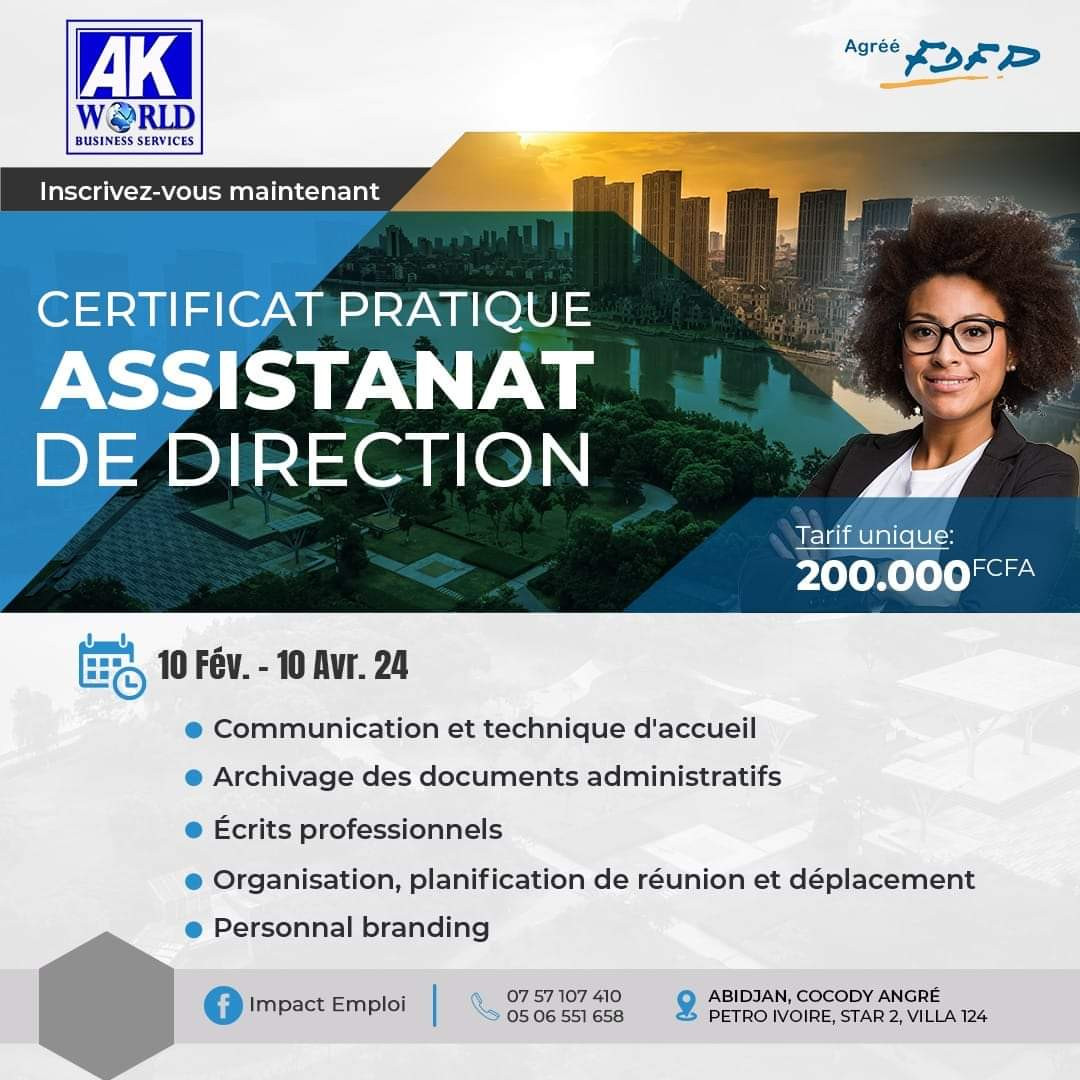 AK
WORLD
BUSINESS SERVICES
Agréé FDFP
Inscrivez-vous maintenant
CERTIFICAT PRATIQUE
ASSISTANAT
DE DIRECTION
Tarif unique:
200.000 FCFA
10 Fév. - 10 Avr. 24
Communication et technique d'accueil
Archivage des documents administratifs
Écrits professionnels
Organisation, planification de réunion et déplacement
Personnal branding
Impact Emploi
07 57 107 410
05 06 551 658
ABIDJAN, COCODY ANGRÉ
PETRO IVOIRE, STAR 2, VILLA 124